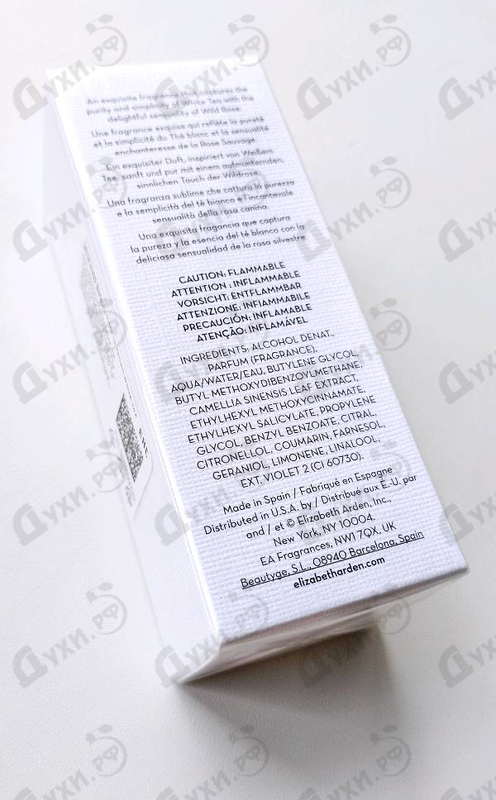 An exquisite fragrance that captures the
purity and simplicity of White Tea with the
delightful sensuality of Wild Rose.
Une fragrance exquise qui reflète la pureté
et la simplicité du Thé blanc et la sensualité
enchanteresse de la Rose Sauvage.
Ein exquisiter Duft, inspiriert von Weißem
Tee, sanft und pur mit einem aufmunternden,
sinnlichen Touch der Wildrose.
Una fragranza sublime che cattura la purezza
e la semplicità del tè bianco e l'incantevole
sensualità della rosa canina.
Una exquisita fragancia que captura
la pureza y la esencia del té blanco con la
deliciosa sensualidad de la rosa silvestre
CAUTION: FLAMMABLE
ATTENTION : INFLAMMABLE
VORSICHT: ENTFLAMMBAR
ATTENZIONE: INFIAMMABILE
PRECAUCIÓN: INFLAMABLE
ATENÇÃO: INFLAMÁVEL
INGREDIENTS: ALCOHOL DENAT.,
PARFUM (FRAGRANCE),
AQUA/WATER/EAU, BUTYLENE GLYCOL,
BUTYL METHOXYDIBENZOYLMETHANE,
CAMELLIA SINENSIS LEAF EXTRACT,
ETHYLHEXYL METHOXYCINNAMATE,
ETHYLHEXYL SALICYLATE, PROPYLENE
GLYCOL, BENZYL BENZOATE, CITRAL,
CITRONELLOL, COUMARIN, FARNESOL,
GERANIOL, LIMONENE, LINALOOL,
EXT. VIOLET 2 (CI 60730).
Made in Spain / Fabriqué en Espagne
Distributed in U.S.A. by / Distribué aux É.-U. par
and / et © Elizabeth Arden, Inc.,
New York, NY 10004.
EA Fragrances, NW1 7QX, UK
Beautyge, S.L., 08940 Barcelona, Spain
elizabetharden.com
Духи.рф